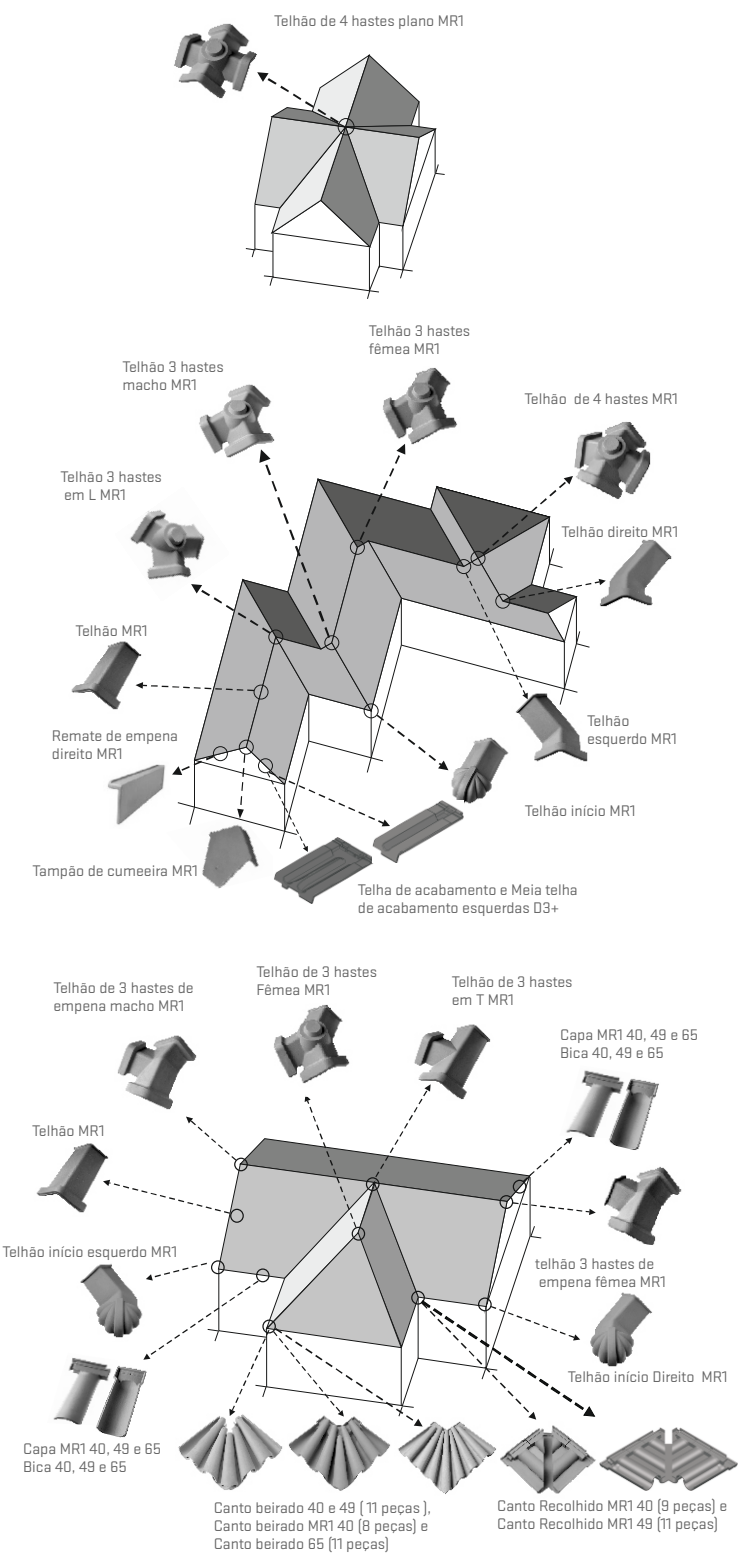 Telhão de 4 hastes plano MR1
Telhão 3 hastes
fêmea MR1
Telhão 3 hastes
macho MR1
Telhão  de 4 hastes MR1
Telhão 3 hastes
em L MR1
Telhão direito MR1
Telhão MR1
Remate de empena
direito MR1
Telhão
esquerdo MR1
Telhão início MR1
Tampão de cumeeira MR1
Telha de acabamento e Meia telha
de acabamento esquerdas D3+
Telhão de 3 hastes de
empena macho MR1
Telhão de 3 hastes
Fêmea MR1
Telhão de 3 hastes
em T MR1
Capa MR1 40, 49 e 65
Bica 40, 49 e 65
Telhão MR1
Telhão início esquerdo MR1
telhão 3 hastes de
empena fêmea MR1
Telhão início Direito  MR1
Capa MR1 40, 49 e 65
Bica 40, 49 e 65
Canto beirado 40 e 49 ( 11 peças ),
Canto beirado MR1 40 (8 peças) e
Canto beirado 65 (11 peças)
Canto Recolhido MR1 40 (9 peças) e
Canto Recolhido MR1 49 (11 peças)